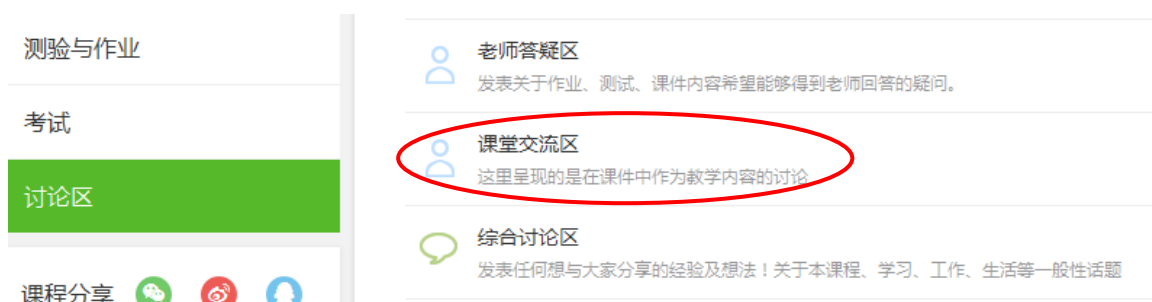 测验与作业
考试
讨论区
课程分享
老师答疑区
发表关于作业、测试、课件内容希望能够得到老师回答的疑问。
课堂交流区
这里呈现的是在课件中作为教学内容的讨论
综合讨论区
发表任何想与大家分享的经验及想法！关于本课程、学习、工作、生活等一般性话题